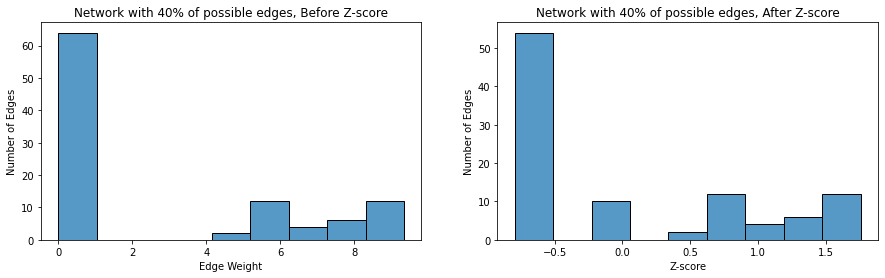 Network with 40% of possible edges, Before Z-score
Number of Edges
60
50
40
30
20
10
0
0 2 4 6 8
Edge Weight
Network with 40% of possible edges, After Z-score
Number of Edges
50
40
30
20
10
0
−0.5 0.0 0.5 1.0 1.5
Z-score